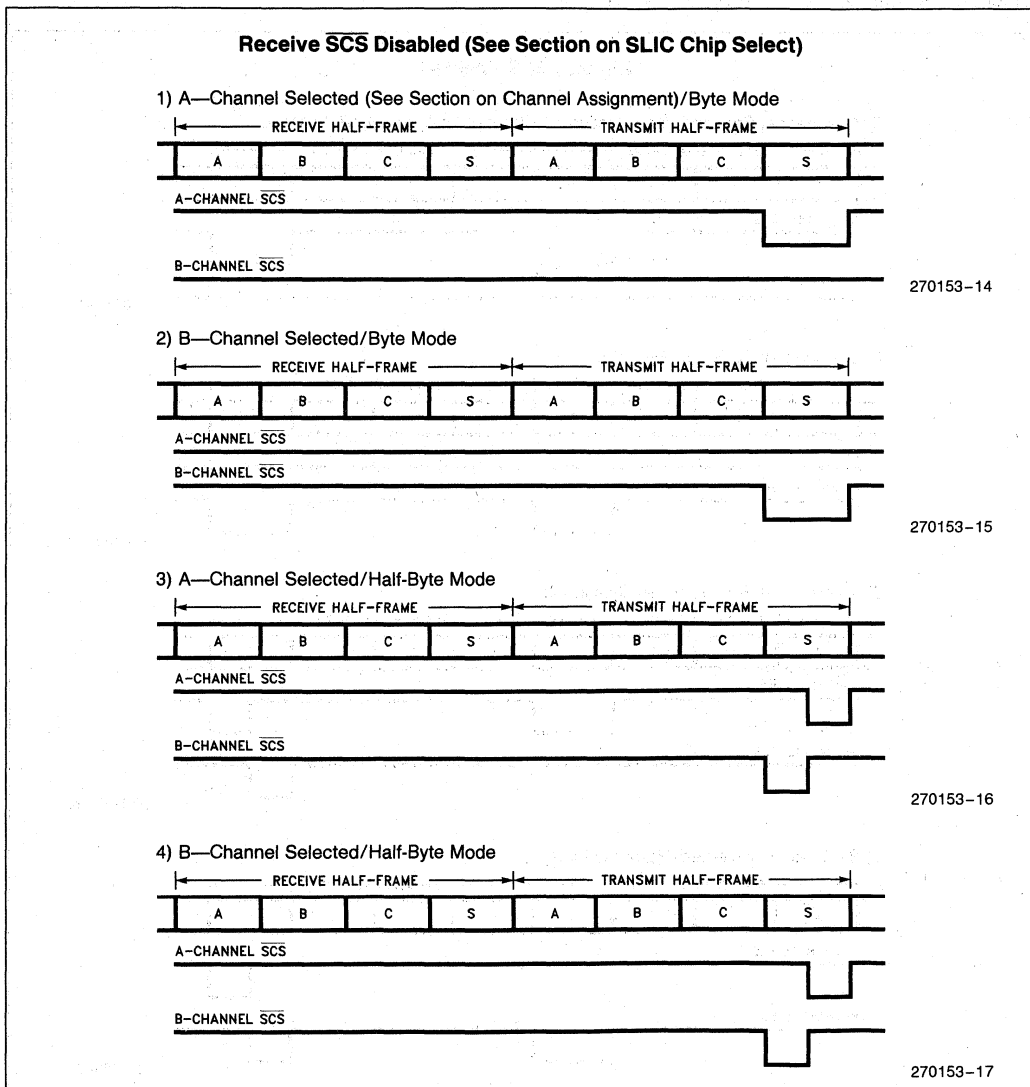 Receive SCS Disabled (See Section on SLIC Chip Select)
1) A—Channel Selected (See Section on Channel Assignment)/Byte Mode
RECEIVE HALF-FRAME TRANSMIT HALF-FRAME
A B C S A B C S
A-CHANNEL SCS
B-CHANNEL SCS
270153-14
2) B—Channel Selected/Byte Mode
RECEIVE HALF-FRAME TRANSMIT HALF-FRAME
A B C S A B C S
A-CHANNEL SCS
B-CHANNEL SCS
270153-15
3) A—Channel Selected/Half-Byte Mode
RECEIVE HALF-FRAME TRANSMIT HALF-FRAME
A B C S A B C S
A-CHANNEL SCS
B-CHANNEL SCS
270153-16
4) B—Channel Selected/Half-Byte Mode
RECEIVE HALF-FRAME TRANSMIT HALF-FRAME
A B C S A B C S
A-CHANNEL SCS
B-CHANNEL SCS
270153-17